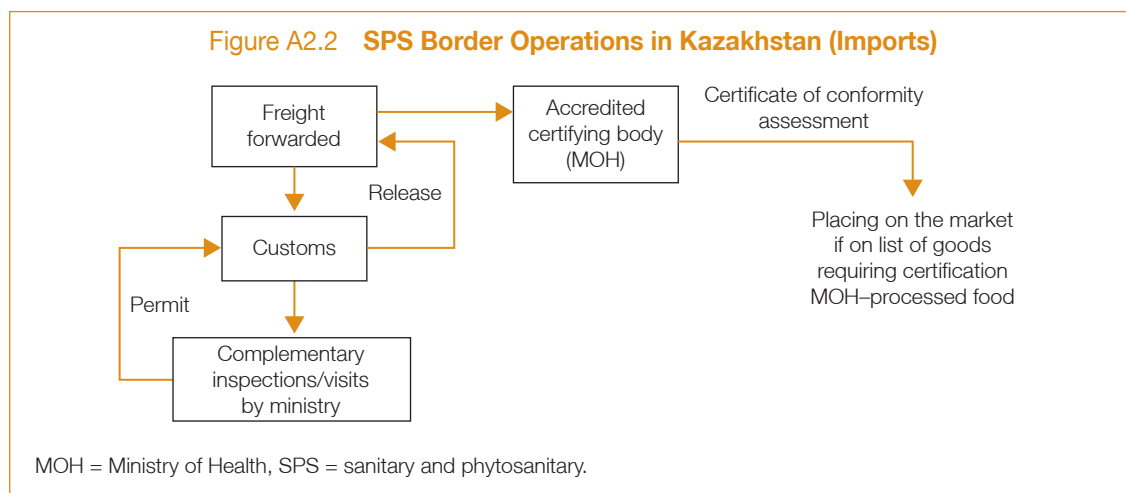 Figure A2.2 SPS Border Operations in Kazakhstan (Imports)
Freight
forwarded
Accredited
certifying body
(MOH)
Certificate of conformity
assessment
Release
Customs
Placing on the market
if on list of goods
requiring certification
MOH–processed food
Permit
Complementary
inspections/visits
by ministry
MOH = Ministry of Health, SPS = sanitary and phytosanitary.